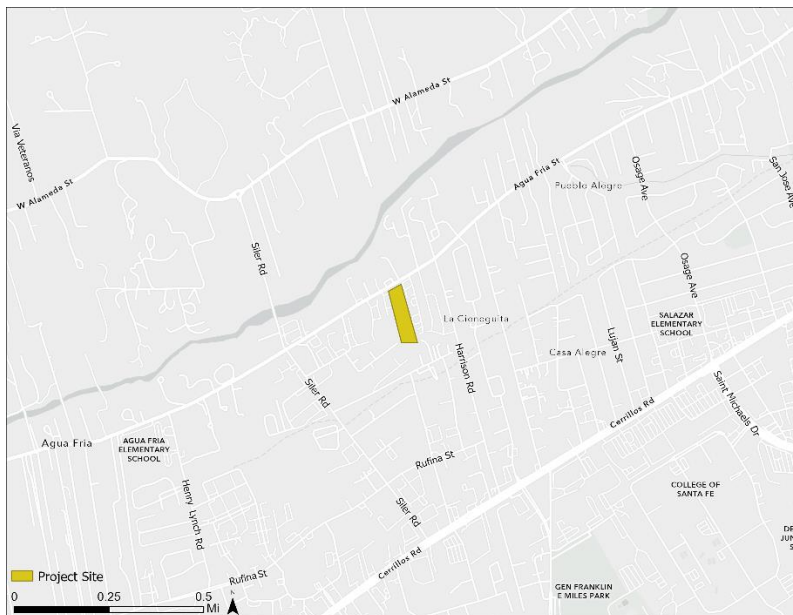 W Alameda St
Via Veteranos
Agua Fria St
Osage Ave
San Jose Ave
Pueblo Alegre
W Alameda St
Siler Rd
Osage Ave
La Cieneguita
SALAZAR
ELEMENTARY
SCHOOL
Lujan St
Casa Alegre
Harrison Rd
Siler Rd
Saint Michaels Dr
Cerrillos Rd
Agua Fria
AGUA FRIA
ELEMENTARY
SCHOOL
Rufina St
COLLEGE OF
SANTA FE
Henry Lynch Rd
Siler Rd
DE
JUN
S
Cerrillos Rd
Rufina St
GEN FRANKLIN
E MILES PARK
Project Site
0 0.25 0.5
Mi
N